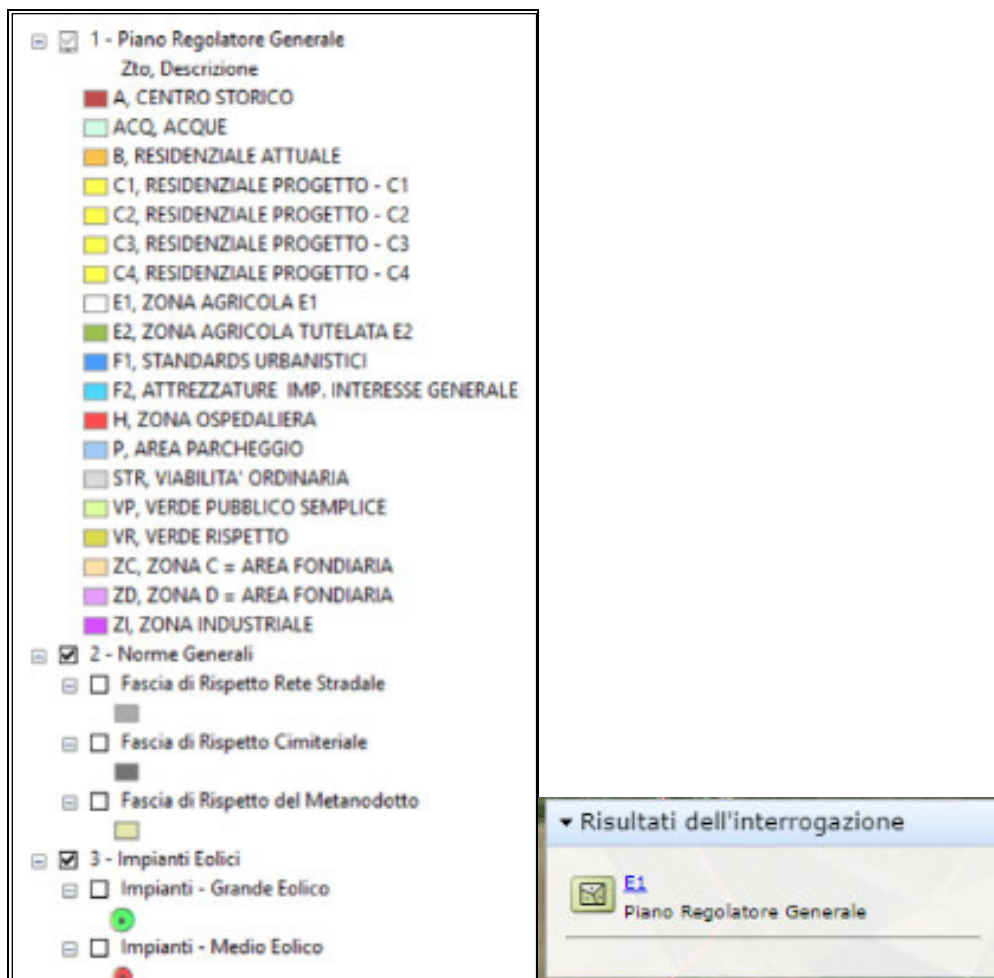 1 - Piano Regolatore Generale
Zto, Descrizione
A, CENTRO STORICO
ACQ, ACQUE
B, RESIDENZIALE ATTUALE
C1, RESIDENZIALE PROGETTO - C1
C2, RESIDENZIALE PROGETTO - C2
C3, RESIDENZIALE PROGETTO - C3
C4, RESIDENZIALE PROGETTO - C4
E1, ZONA AGRICOLA E1
E2, ZONA AGRICOLA TUTELATA E2
F1, STANDARDS URBANISTICI
F2, ATTREZZATURE IMP. INTERESSE GENERALE
H, ZONA OSPEDALIERA
P, AREA PARCHEGGIO
STR, VIABILITA' ORDINARIA
VP, VERDE PUBBLICO SEMPLICE
VR, VERDE RISPETTO
ZC, ZONA C = AREA FONDIARIA
ZD, ZONA D = AREA FONDIARIA
ZI, ZONA INDUSTRIALE
2 - Norme Generali
Fascia di Rispetto Rete Stradale
Fascia di Rispetto Cimiteriale
Fascia di Rispetto del Metanodotto
3 - Impianti Eolici
Impianti - Grande Eolico
Impianti - Medio Eolico
Risultati dell'interrogazione
E1
Piano Regolatore Generale